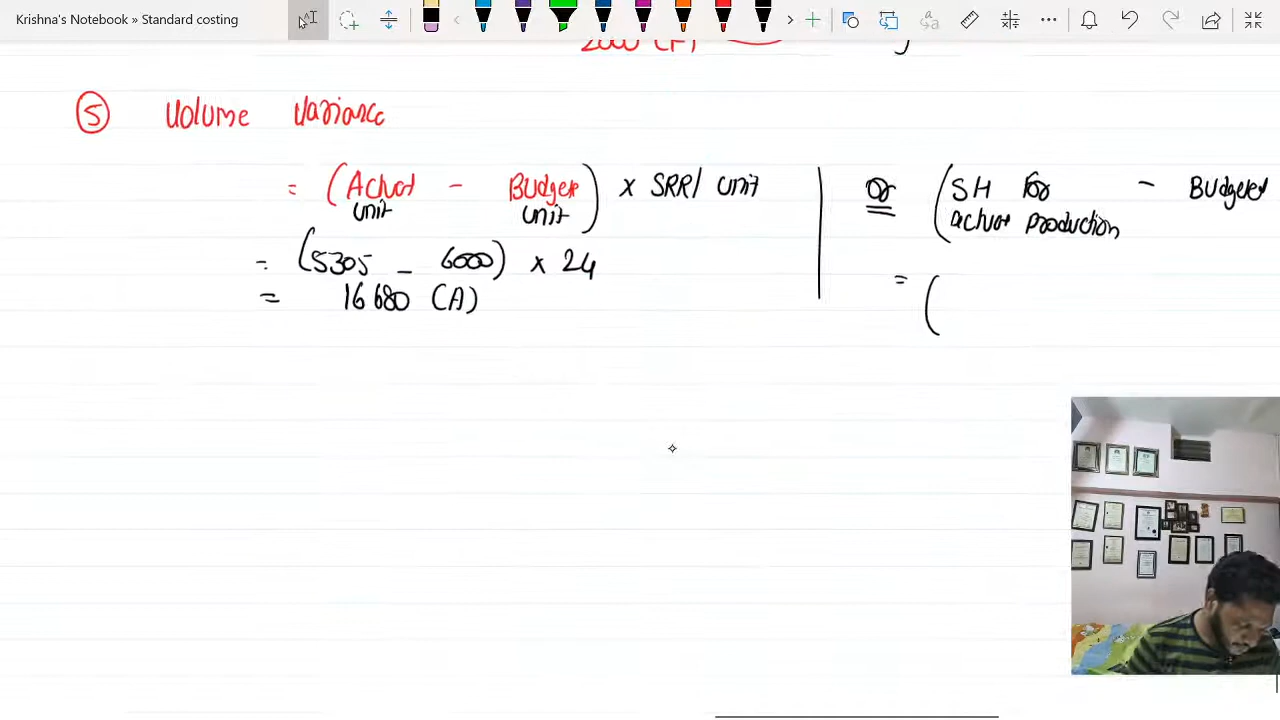 Krishna's Notebook » Standard costing
2000 (F)
5 Volume Variance
= (Actual - Budget) x SRR/ unit
unit unit
= (5305 - 6000) x 24
= 16680 (A)
or (SH for - Budgeted
actual production
= (